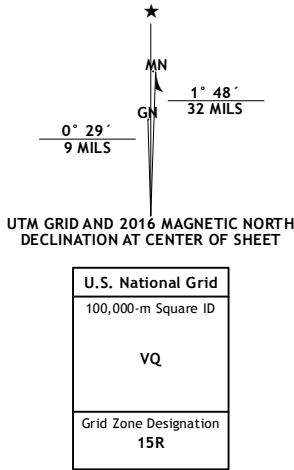 MN
1° 48´
32 MILS
GN
0° 29´
9 MILS
UTM GRID AND 2016 MAGNETIC NORTH
DECLINATION AT CENTER OF SHEET
U.S. National Grid
100,000-m Square ID
VQ
Grid Zone Designation
15R